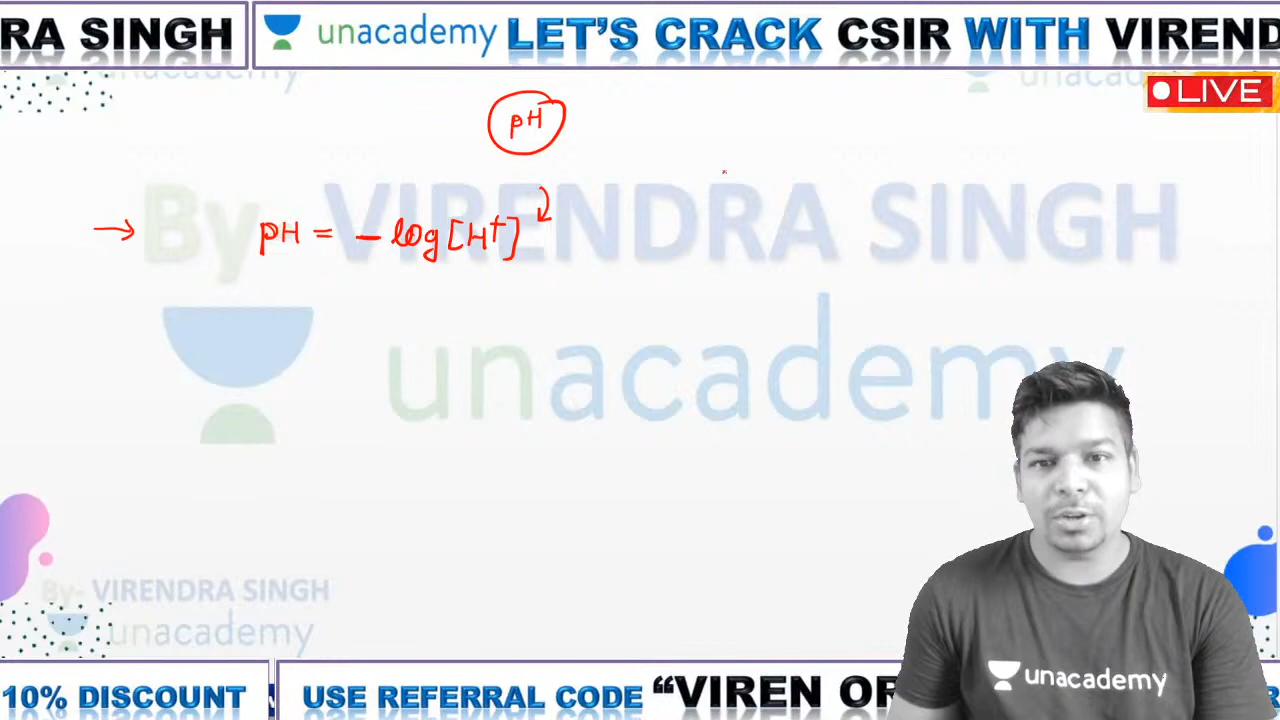 RA SINGH
unacademy LET'S CRACK CSIR WITH VIREND
unacademy
LIVE
pH
By- VIRENDRA SINGH
→ pH = - log[H⁺]
unacademy
By- VIRENDRA SINGH
unacademy
unacademy
10% DISCOUNT
USE REFERRAL CODE “VIREN OR